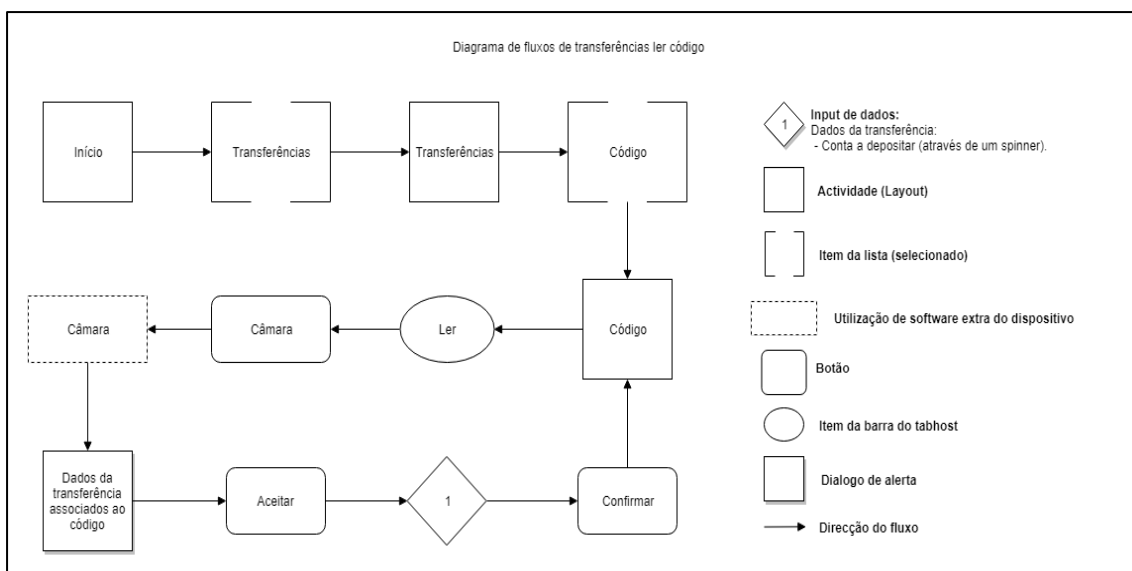 Diagrama de fluxos de transferências ler código
Início
Transferências
Transferências
Código
Câmara
Câmara
Ler
Código
Dados da
transferência
associados ao
código
Aceitar
1
Confirmar
1
Input de dados:
Dados da transferência:
- Conta a depositar (através de um spinner).
Actividade (Layout)
Item da lista (selecionado)
Utilização de software extra do dispositivo
Botão
Item da barra do tabhost
Dialogo de alerta
Direcção do fluxo